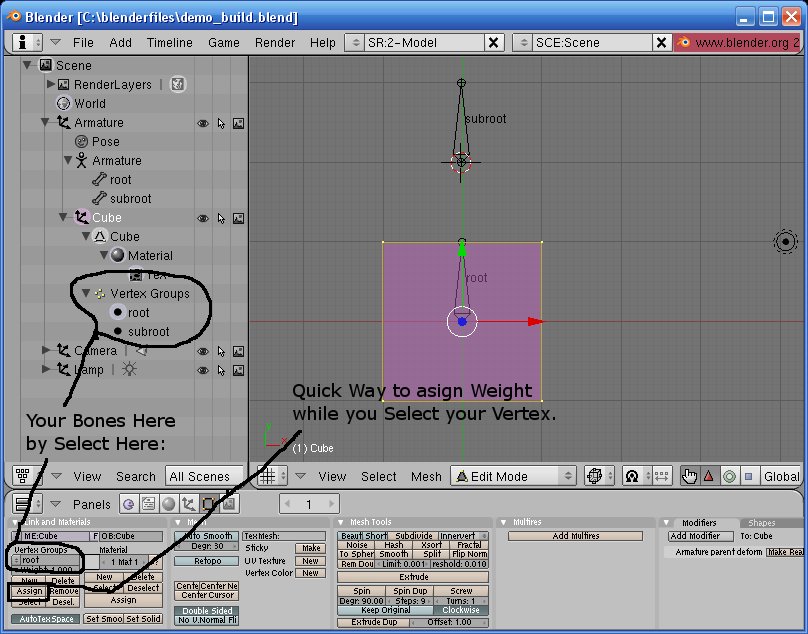 Blender [C:\blenderfiles\demo_build.blend]
File Add Timeline Game Render Help SR:2-Model X SCE:Scene X www.blender.org 2
Scene
RenderLayers
World
Armature
Pose
Armature
root
subroot
Cube
Cube
Material
Tex
Vertex Groups
root
subroot
Camera
Lamp
subroot
root
Quick Way to asign Weight
while you Select your Vertex.
Your Bones Here
by Select Here:
y
x
(1) Cube
View Search All Scenes
View Select Mesh Edit Mode Global
Panels 1
Link and Materials
ME:Cube F OB:Cube
Vertex Groups Material
root 1 Mat 1 ?
Weight: 1.000
New Delete New Delete
Assign Remove Select Deselect
Select Desel. Assign
AutoTexSpace Set Smoo Set Solid
Mesh
Auto Smooth TexMesh:
Degr: 30 Sticky Make
Retopo UV Texture New
Vertex Color New
Cente Center Ne
Center Cursor
Double Sided
No V.Normal Fli
Mesh Tools
Beauty Short Subdivide Innervert
Noise Hash Xsort Fractal
To Spher Smooth Split Flip Norm
Rem Dou Limit: 0.001 reshold: 0.010
Extrude
Spin Spin Dup Screw
Degr: 90.00 Steps: 9 Turns: 1
Keep Original Clockwise
Extrude Dup Offset: 1.00
Multires
Add Multires
Modifiers Shapes
Add Modifier To: Cube
Armature parent deform Make Real